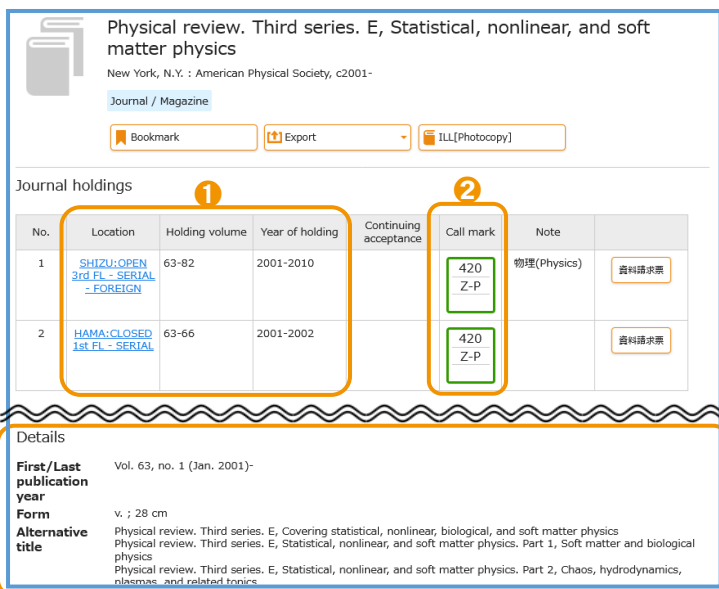 Physical review. Third series. E, Statistical, nonlinear, and soft
matter physics
New York, N.Y. : American Physical Society, c2001-
Journal / Magazine
Bookmark
Export
ILL[Photocopy]
Journal holdings
1
2
No. Location Holding volume Year of holding Continuing acceptance Call mark Note
1 SHIZU:OPEN 63-82 2001-2010 420 物理(Physics) 資料請求票
3rd FL - SERIAL Z-P
- FOREIGN
2 HAMA:CLOSED 63-66 2001-2002 420 資料請求票
1st FL - SERIAL Z-P
Details
First/Last Vol. 63, no. 1 (Jan. 2001)-
publication
year
Form v. ; 28 cm
Alternative Physical review. Third series. E, Covering statistical, nonlinear, biological, and soft matter physics
title Physical review. Third series. E, Statistical, nonlinear, and soft matter physics. Part 1, Soft matter and biological
physics
Physical review. Third series. E, Statistical, nonlinear, and soft matter physics. Part 2, Chaos, hydrodynamics,
plasmas, and related topics